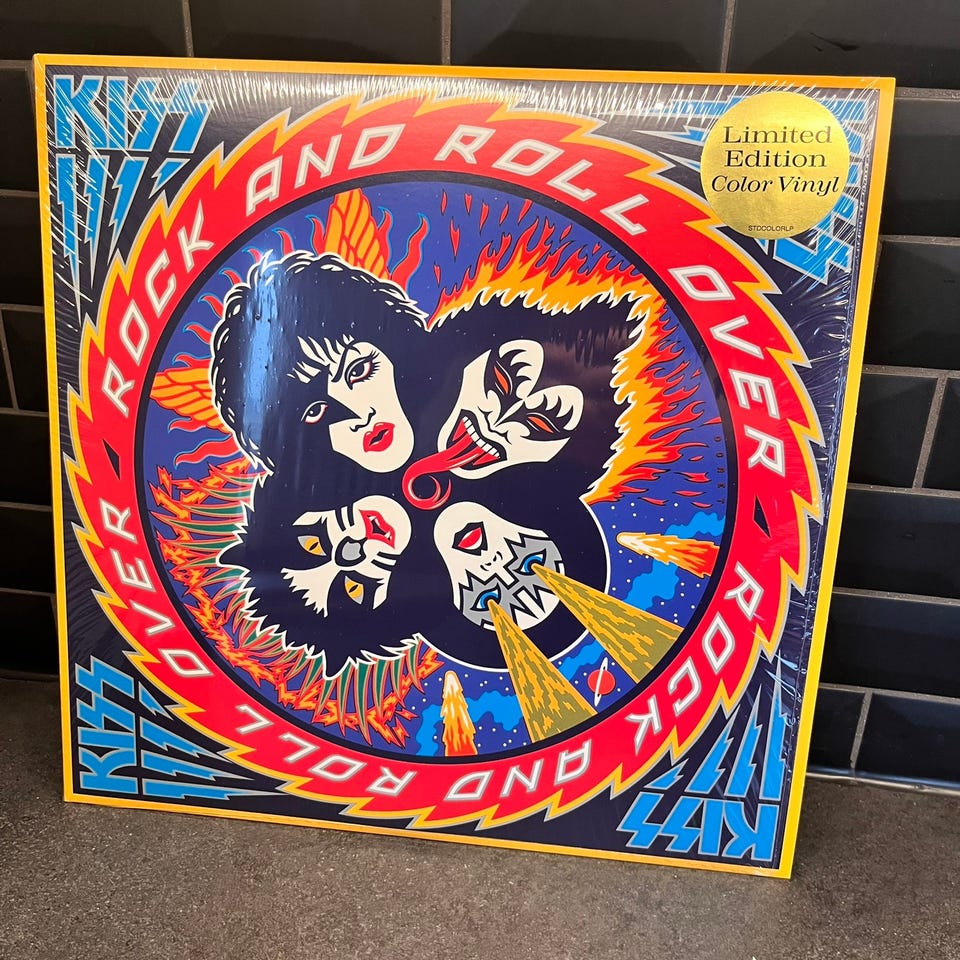 KISS
Limited
Edition
Color Vinyl
STDCOLORLP
ROCK AND ROLL OVER
ROCK AND ROLL OVER
KISS
KISS